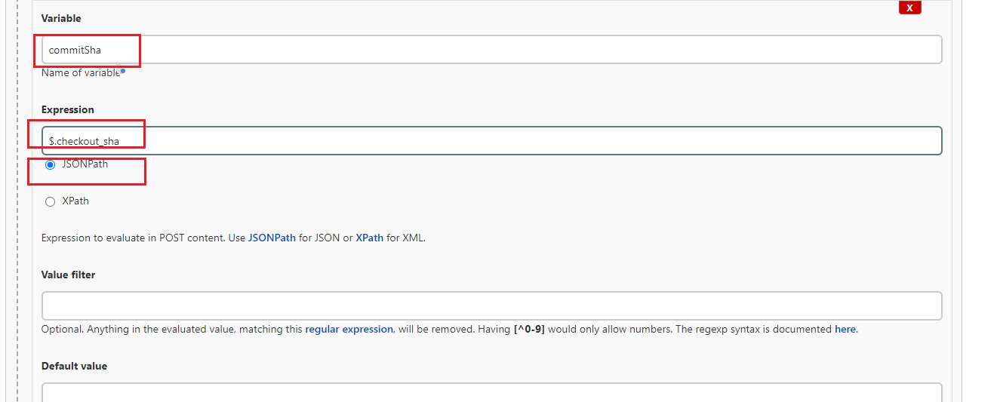 X
Variable
commitSha
Name of variable
Expression
$.checkout_sha
JSONPath
XPath
Expression to evaluate in POST content. Use JSONPath for JSON or XPath for XML.
Value filter
Optional. Anything in the evaluated value, matching this regular expression, will be removed. Having [^0-9] would only allow numbers. The regexp syntax is documented here.
Default value